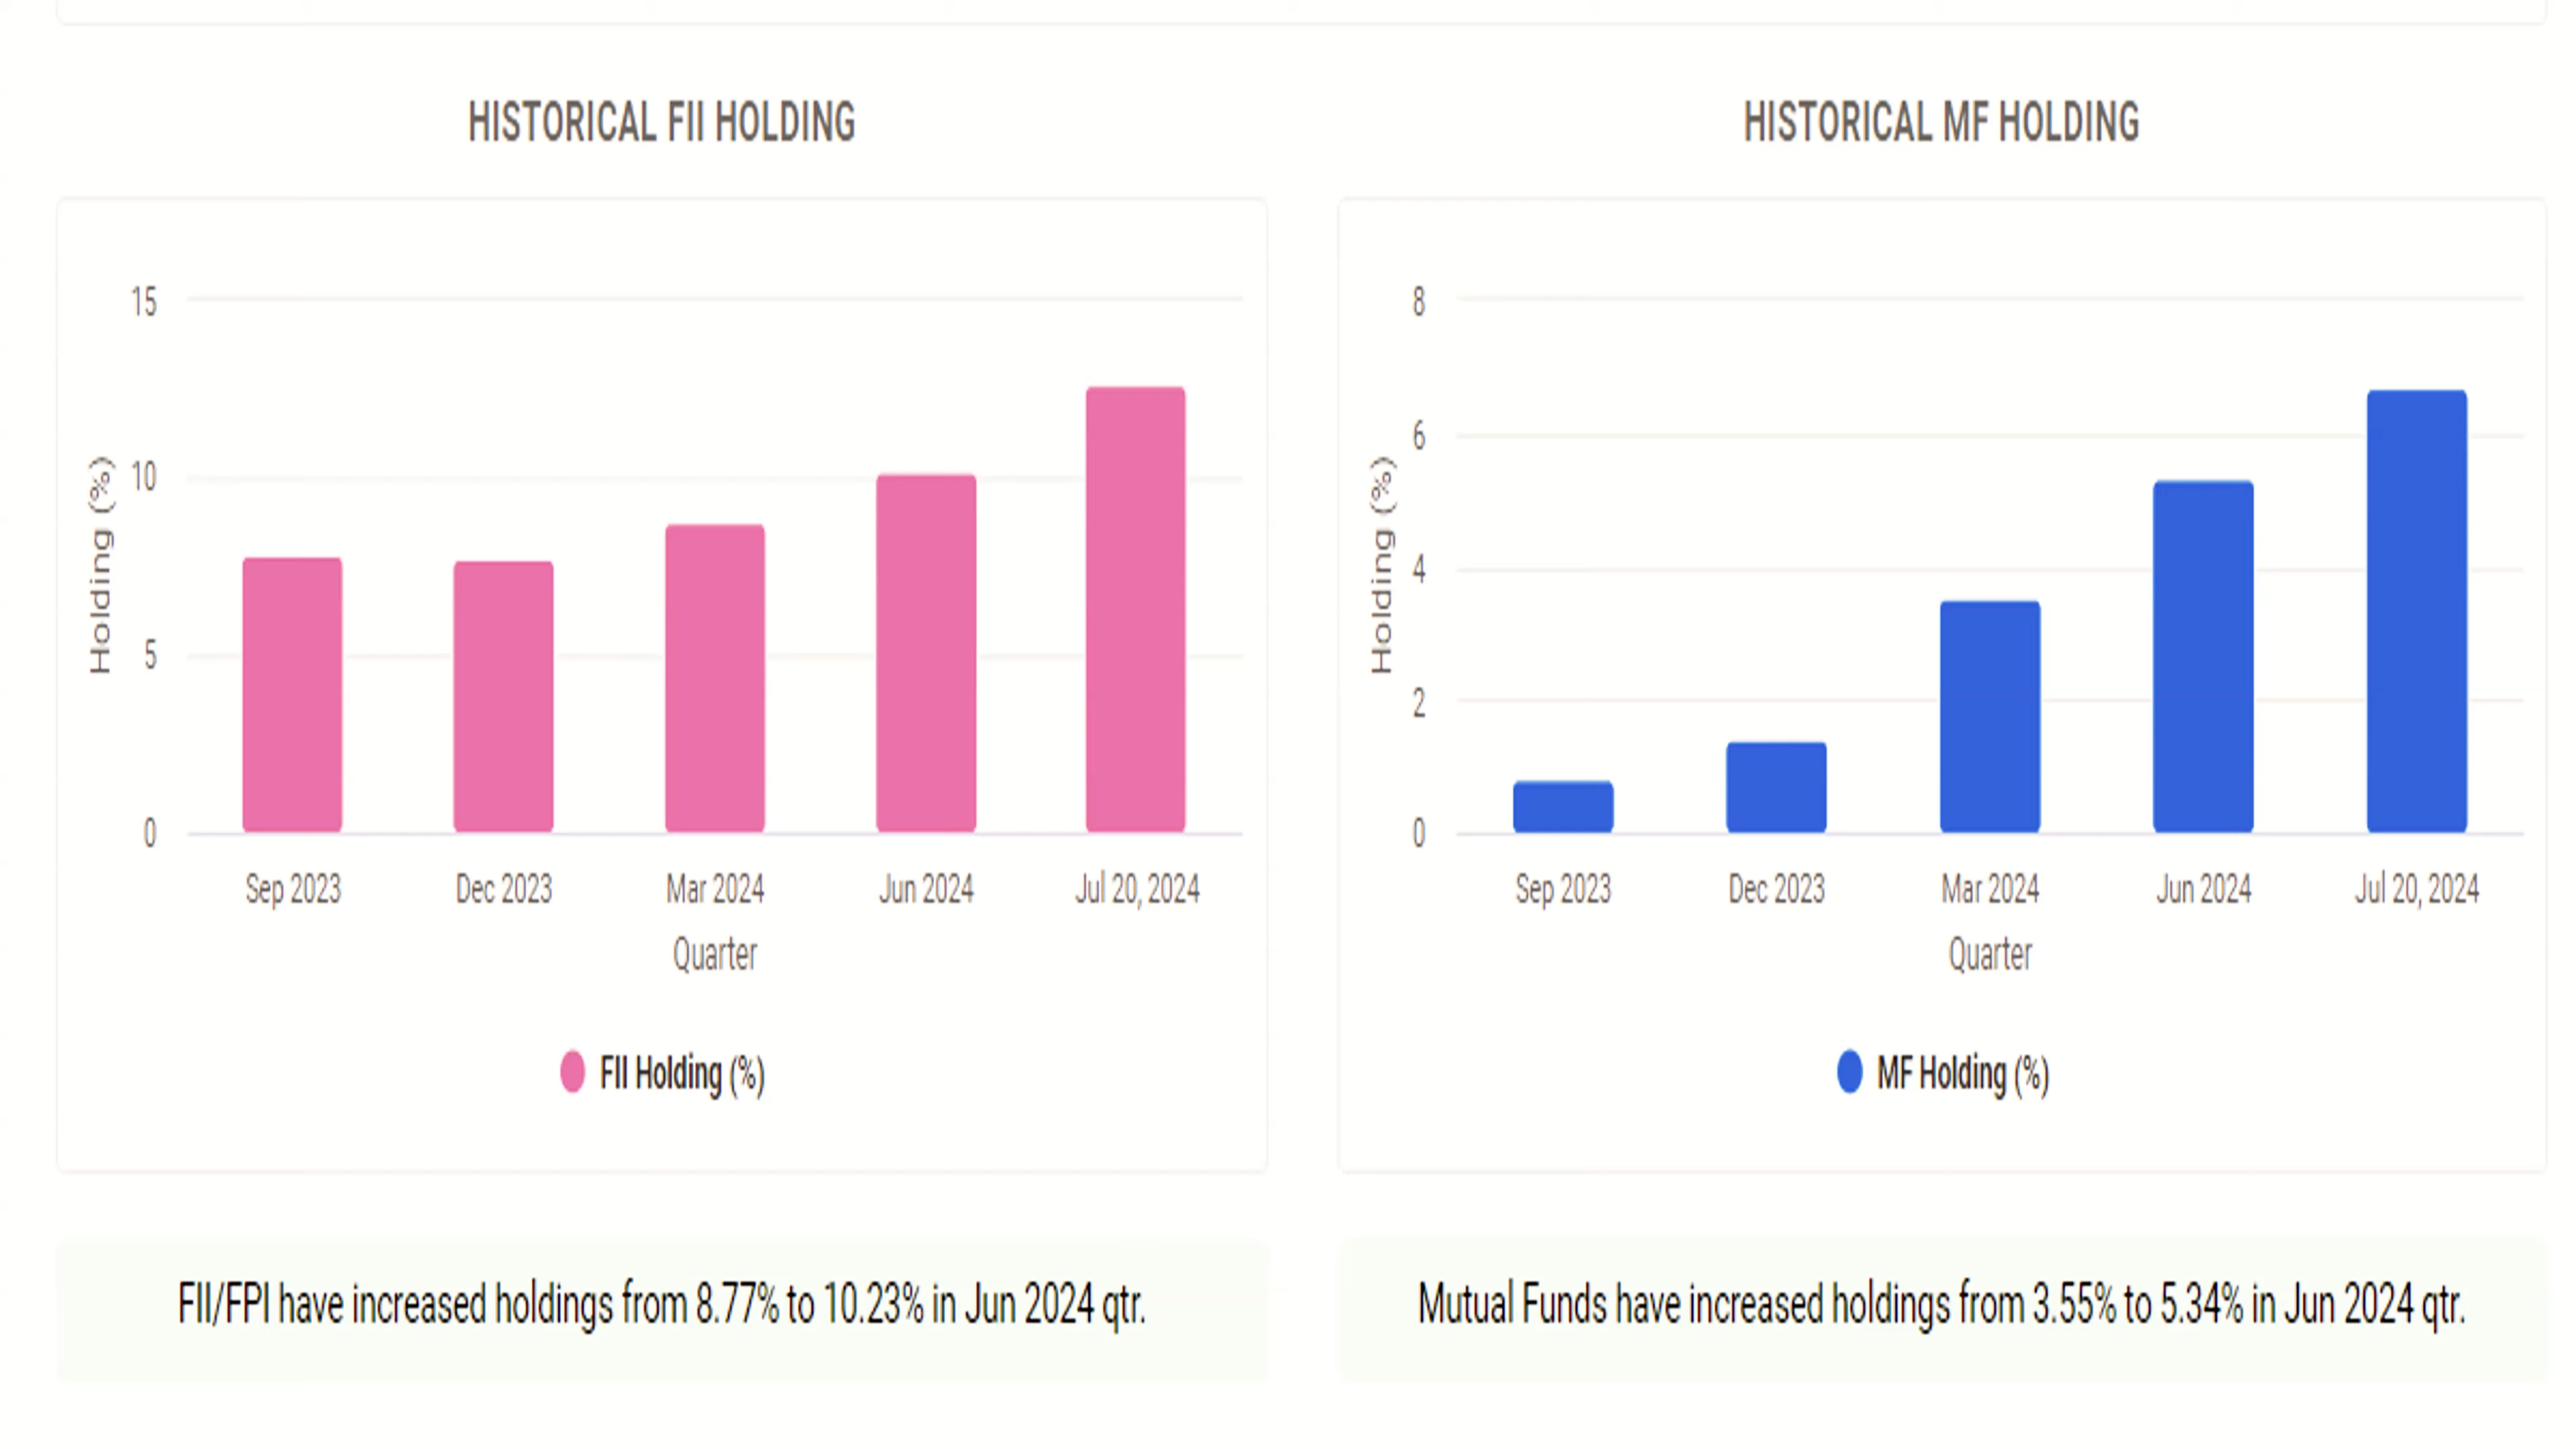 HISTORICAL FII HOLDING
15
10
5
0
Holding (%)
Sep 2023 Dec 2023 Mar 2024 Jun 2024 Jul 20, 2024
Quarter
FII Holding (%)
FII/FPI have increased holdings from 8.77% to 10.23% in Jun 2024 qtr.
HISTORICAL MF HOLDING
8
6
4
2
0
Holding (%)
Sep 2023 Dec 2023 Mar 2024 Jun 2024 Jul 20, 2024
Quarter
MF Holding (%)
Mutual Funds have increased holdings from 3.55% to 5.34% in Jun 2024 qtr.